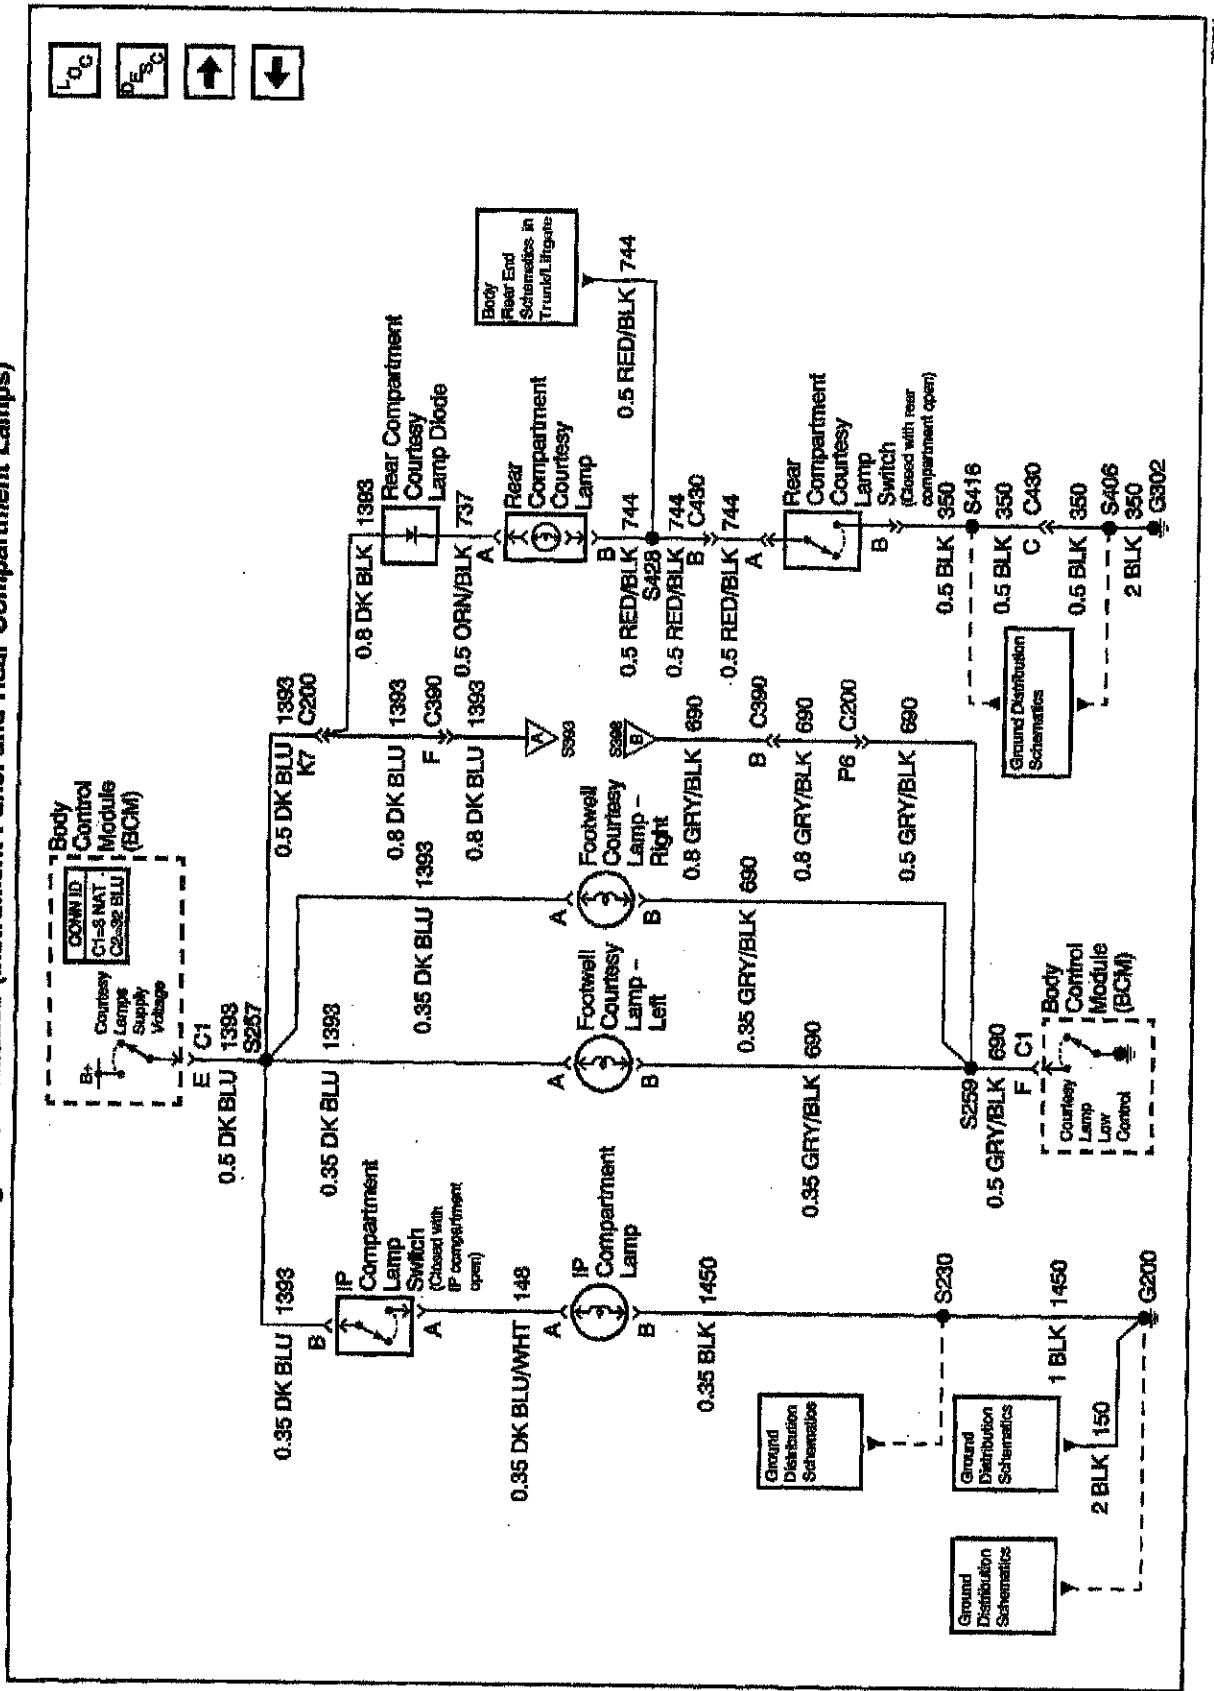 (Instrument Panel and Rear Compartment Lamps)
LOC
DESC
Body
Control
Module
(BCM)
CONN ID
C1=8 NAT
C2=32 BLU
B+
Courtesy
Lamps
Supply
Voltage
E C1
0.5 DK BLU 1393
S257
0.35 DK BLU 1393
B
IP
Compartment
Lamp
Switch
(Closed with
IP compartment
open)
A
0.35 DK BLU/WHT 148
A
IP
Compartment
Lamp
B
0.35 BLK 1450
S230
1 BLK 1450
G200
Ground
Distribution
Schematics
Ground
Distribution
Schematics
2 BLK 150
Ground
Distribution
Schematics
0.35 DK BLU 1393
A
Footwell
Courtesy
Lamp –
Left
B
0.35 GRY/BLK 690
S259
0.5 GRY/BLK 690
F C1
Body
Control
Module
(BCM)
Courtesy
Lamp
Low
Control
0.35 DK BLU 1393
A
Footwell
Courtesy
Lamp –
Right
B
0.35 GRY/BLK 690
0.5 DK BLU 1393
K7 C200
0.8 DK BLU 1393
F C390
0.8 DK BLU 1393
A
B
0.8 GRY/BLK 690
B C390
0.8 GRY/BLK 690
P6 C200
0.5 GRY/BLK 690
0.8 DK BLK 1393
Rear Compartment
Courtesy
Lamp Diode
0.5 ORN/BLK 737
A
Rear
Compartment
Courtesy
Lamp
B
0.5 RED/BLK 744
S428
0.5 RED/BLK 744
B C430
0.5 RED/BLK 744
A
Body
Rear End
Schematics in
Trunk/Liftgate
0.5 RED/BLK 744
Rear
Compartment
Courtesy
Lamp
Switch
(Closed with rear
compartment open)
B
0.5 BLK 350
S416
0.5 BLK 350
C C430
0.5 BLK 350
S406
2 BLK 350
G302
Ground Distribution
Schematics